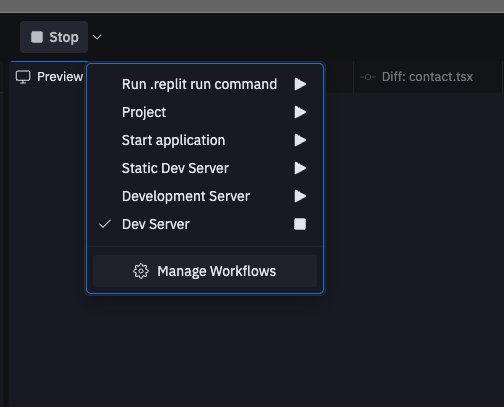 Stop
Preview
Diff: contact.tsx
Run .replit run command
Project
Start application
Static Dev Server
Development Server
Dev Server
Manage Workflows